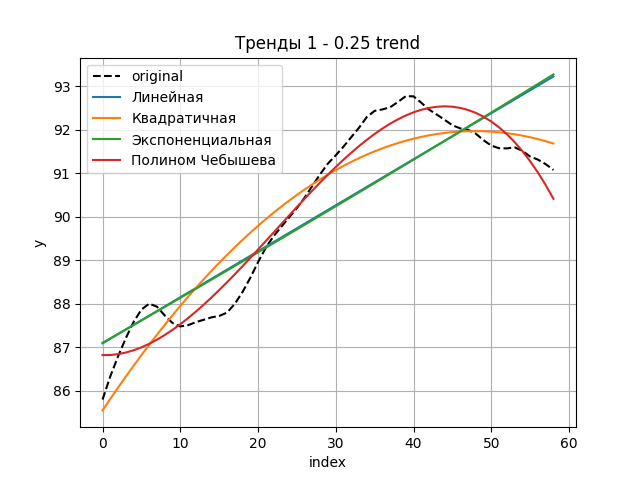 Тренды 1 - 0.25 trend
original
Линейная
Квадратичная
Экспоненциальная
Полином Чебышева
93
92
91
90
89
88
87
86
y
0 10 20 30 40 50 60
index